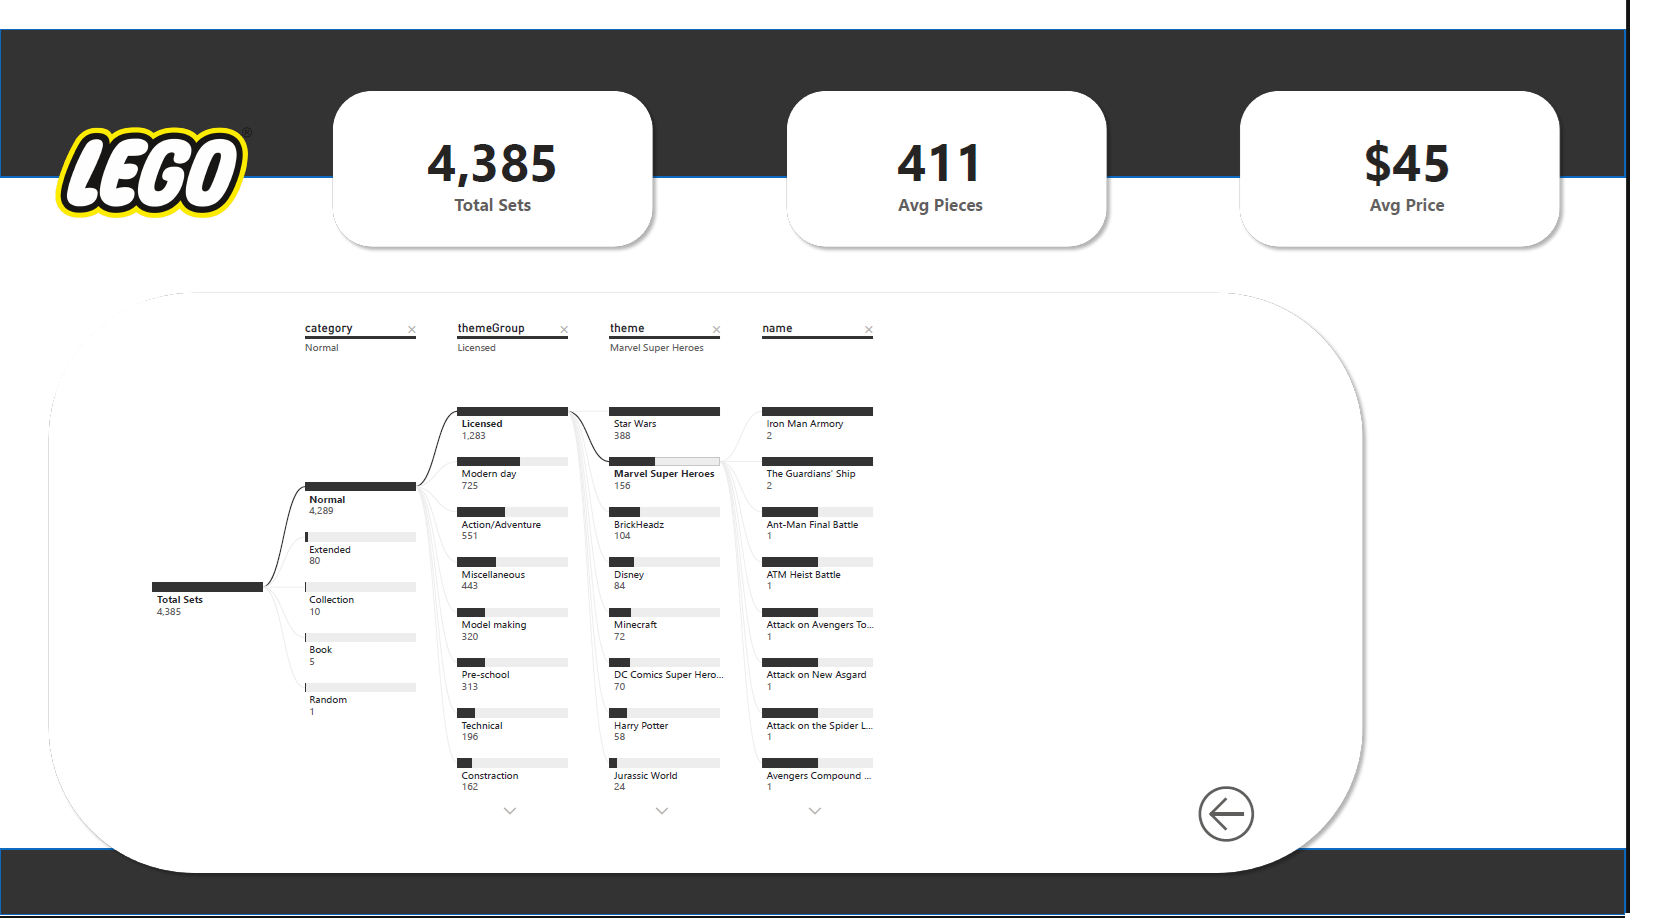 LEGO®
4,385
Total Sets
411
Avg Pieces
$45
Avg Price
category ×
Normal
themeGroup ×
Licensed
theme ×
Marvel Super Heroes
name ×
Total Sets
4,385
Normal
4,289
Extended
80
Collection
10
Book
5
Random
1
Licensed
1,283
Modern day
725
Action/Adventure
551
Miscellaneous
443
Model making
320
Pre-school
313
Technical
196
Constraction
162
Star Wars
388
Marvel Super Heroes
156
BrickHeadz
104
Disney
84
Minecraft
72
DC Comics Super Hero...
70
Harry Potter
58
Jurassic World
24
Iron Man Armory
2
The Guardians' Ship
2
Ant-Man Final Battle
1
ATM Heist Battle
1
Attack on Avengers To...
1
Attack on New Asgard
1
Attack on the Spider L...
1
Avengers Compound ...
1